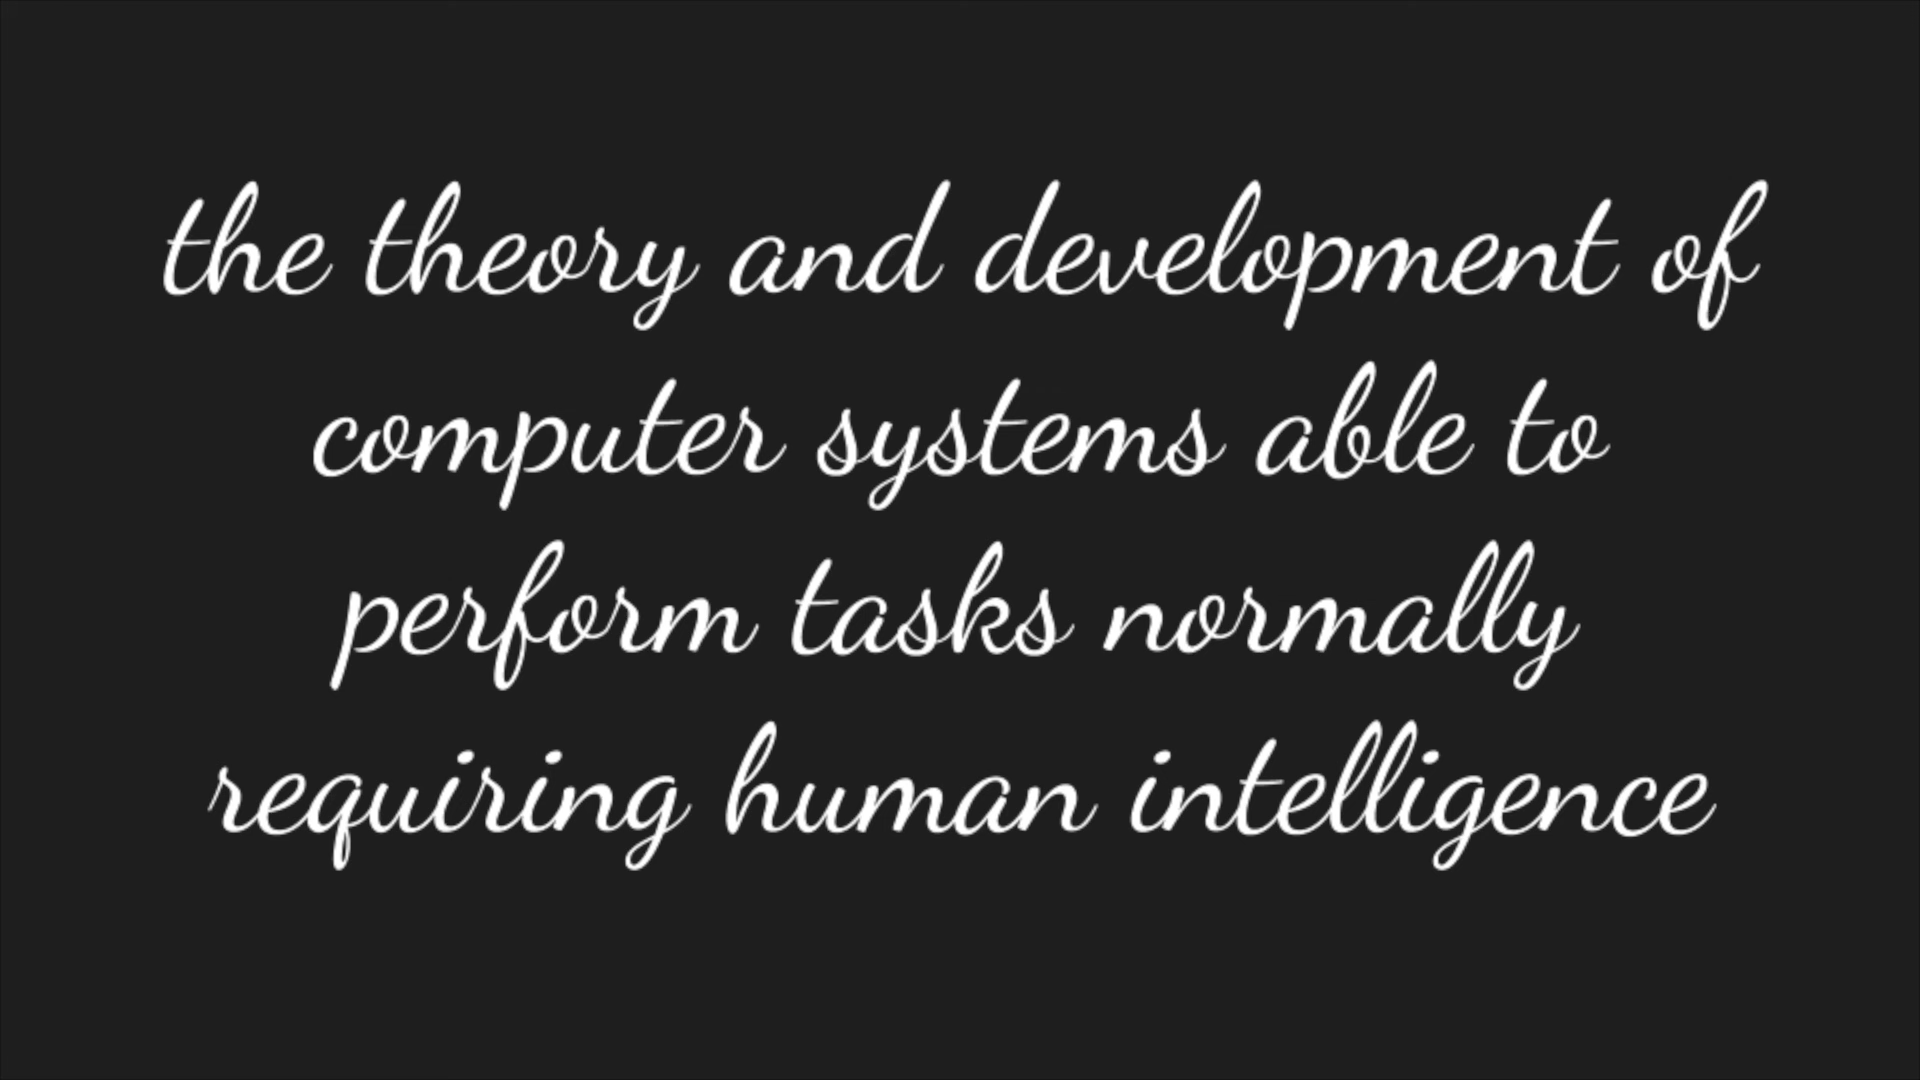 the theory and development of
computer systems able to
perform tasks normally
requiring human intelligence